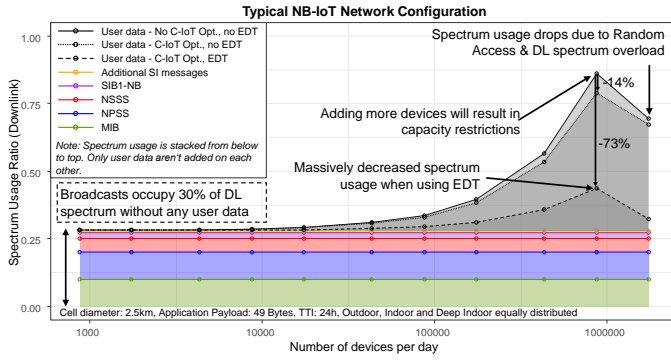 Typical NB-IoT Network Configuration
Spectrum Usage Ratio (Downlink)
1.00
0.75
0.50
0.25
0.00
User data - No C-IoT Opt., no EDT
User data - C-IoT Opt., no EDT
User data - C-IoT Opt., EDT
Additional SI messages
SIB1-NB
NSSS
NPSS
MIB
Note: Spectrum usage is stacked from below
to top. Only user data aren't added on each
other.
Spectrum usage drops due to Random
Access & DL spectrum overload
-14%
Adding more devices will result in
capacity restrictions
-73%
Massively decreased spectrum
usage when using EDT
Broadcasts occupy 30% of DL
spectrum without any user data
Cell diameter: 2.5km, Application Payload: 49 Bytes, TTI: 24h, Outdoor, Indoor and Deep Indoor equally distributed
1000
10000
100000
1000000
Number of devices per day